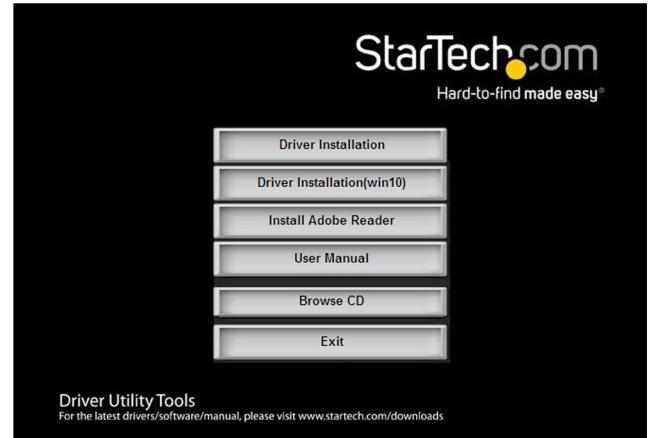 StarTech.com
Hard-to-find made easy®
Driver Installation
Driver Installation(win10)
Install Adobe Reader
User Manual
Browse CD
Exit
Driver Utility Tools
For the latest drivers/software/manual, please visit www.startech.com/downloads